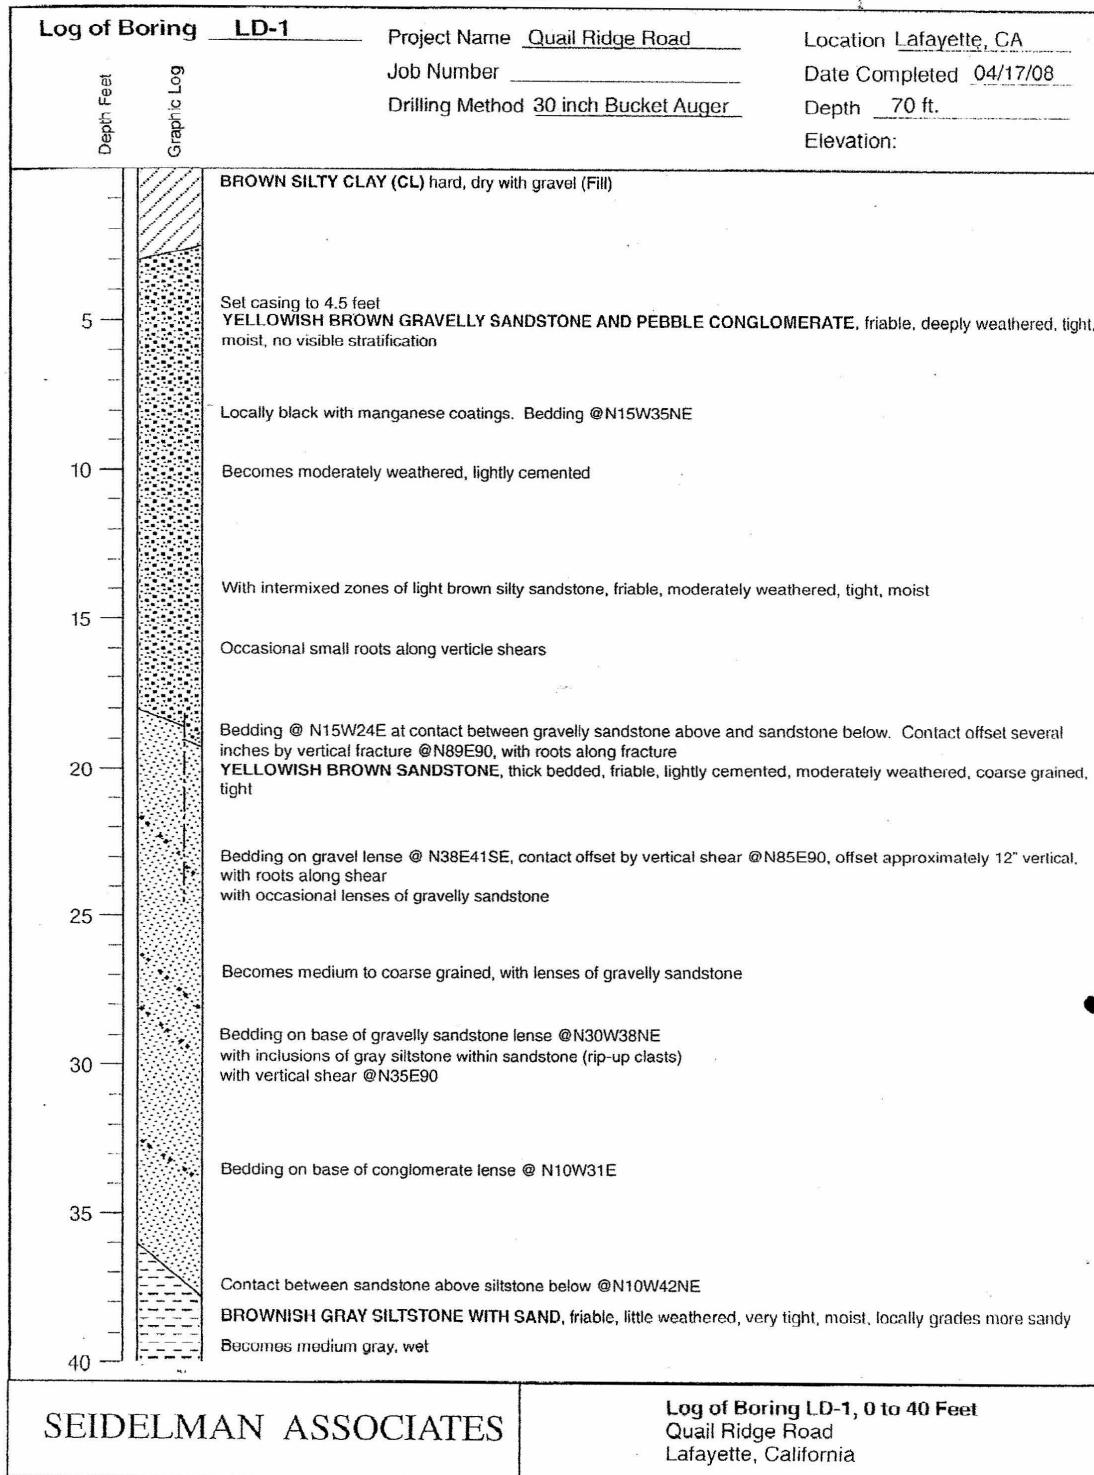 Log of Boring LD-1
Project Name Quail Ridge Road
Location Lafayette, CA
Job Number
Date Completed 04/17/08
Drilling Method 30 inch Bucket Auger
Depth 70 ft.
Elevation:
Depth Feet
Graphic Log
BROWN SILTY CLAY (CL) hard, dry with gravel (Fill)
Set casing to 4.5 feet
5
YELLOWISH BROWN GRAVELLY SANDSTONE AND PEBBLE CONGLOMERATE, friable, deeply weathered, tight,
moist, no visible stratification
Locally black with manganese coatings. Bedding @N15W35NE
10
Becomes moderately weathered, lightly cemented
With intermixed zones of light brown silty sandstone, friable, moderately weathered, tight, moist
15
Occasional small roots along verticle shears
Bedding @ N15W24E at contact between gravelly sandstone above and sandstone below. Contact offset several
inches by vertical fracture @N89E90, with roots along fracture
20
YELLOWISH BROWN SANDSTONE, thick bedded, friable, lightly cemented, moderately weathered, coarse grained,
tight
Bedding on gravel lense @ N38E41SE, contact offset by vertical shear @N85E90, offset approximately 12" vertical,
with roots along shear
with occasional lenses of gravelly sandstone
25
Becomes medium to coarse grained, with lenses of gravelly sandstone
Bedding on base of gravelly sandstone lense @N30W38NE
with inclusions of gray siltstone within sandstone (rip-up clasts)
30
with vertical shear @N35E90
Bedding on base of conglomerate lense @ N10W31E
35
Contact between sandstone above siltstone below @N10W42NE
BROWNISH GRAY SILTSTONE WITH SAND, friable, little weathered, very tight, moist, locally grades more sandy
Becomes medium gray, wet
40
SEIDELMAN ASSOCIATES
Log of Boring LD-1, 0 to 40 Feet
Quail Ridge Road
Lafayette, California